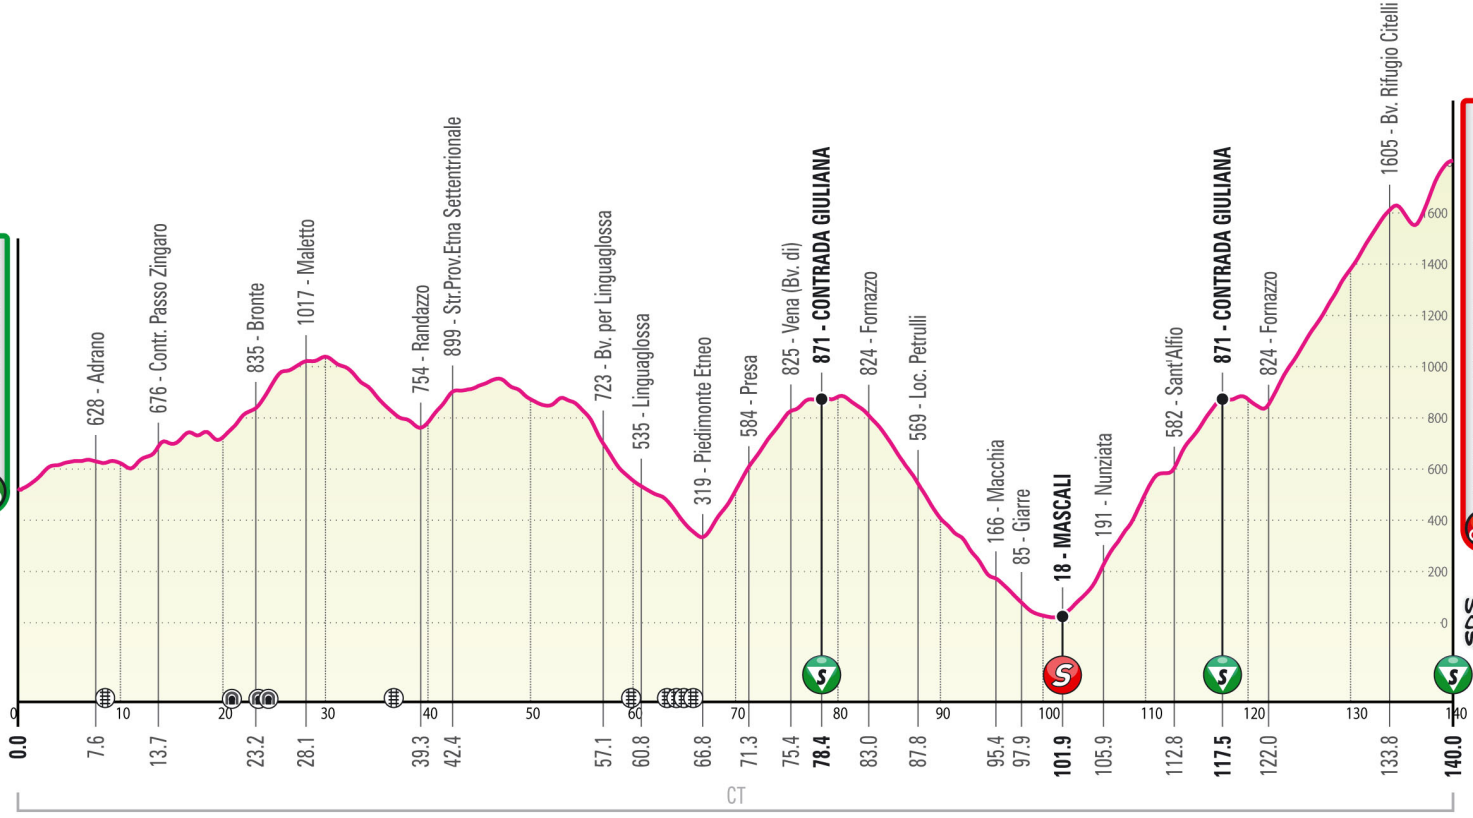 628 - Adrano
676 - Contr. Passo Zingaro
835 - Bronte
1017 - Maletto
754 - Randazzo
899 - Str.Prov.Etna Settentrionale
723 - Bv. per Linguaglossa
535 - Linguaglossa
319 - Piedimonte Etneo
584 - Presa
825 - Vena (Bv. di)
871 - CONTRADA GIULIANA
824 - Fornazzo
569 - Loc. Petrulli
166 - Macchia
85 - Giarre
18 - MASCALI
191 - Nunziata
582 - Sant'Alfio
871 - CONTRADA GIULIANA
824 - Fornazzo
1605 - Bv. Rifugio Citelli
1600
1400
1200
1000
800
600
400
200
0
SDS
S
S
S
S
0 10 20 30 40 50 60 70 80 90 100 110 120 130 140
0.0 7.6 13.7 23.2 28.1 39.3 42.4 57.1 60.8 66.8 71.3 75.4 78.4 83.0 87.8 95.4 97.9 101.9 105.9 112.8 117.5 122.0 133.8 140.0
CT